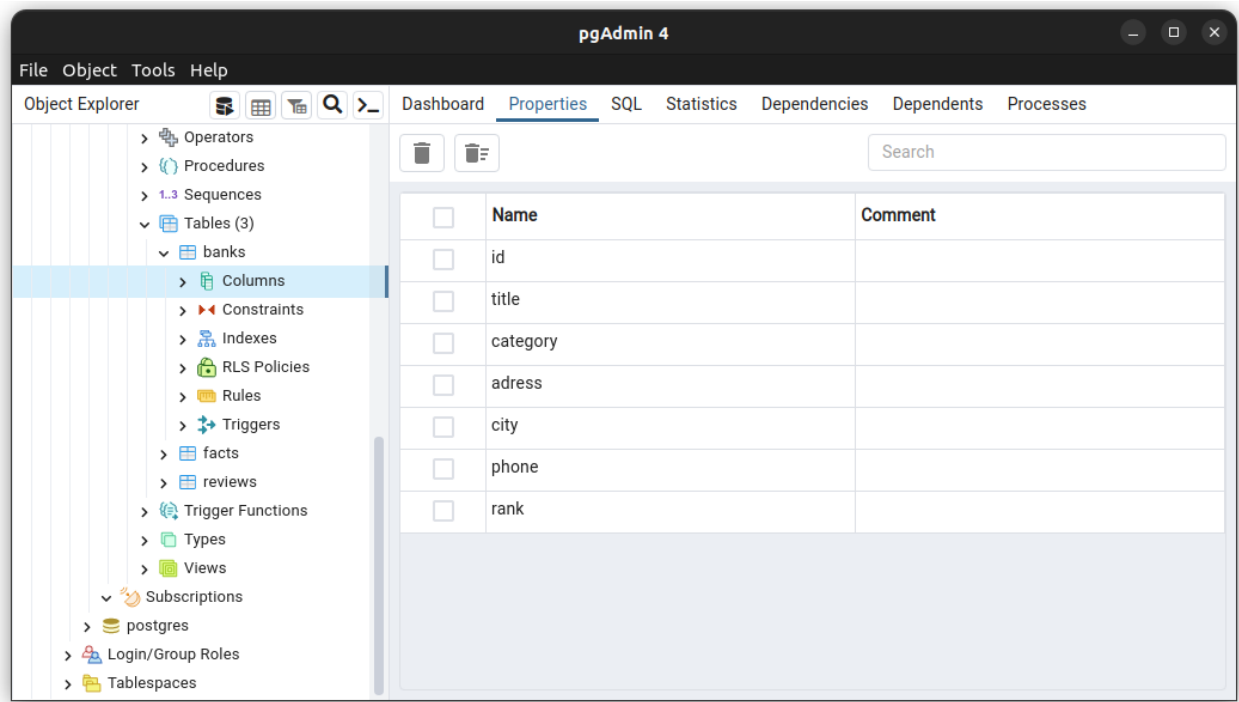 pgAdmin 4
File Object Tools Help
Object Explorer
Dashboard Properties SQL Statistics Dependencies Dependents Processes
Operators
Procedures
1..3 Sequences
Tables (3)
banks
Columns
Constraints
Indexes
RLS Policies
Rules
Triggers
facts
reviews
Trigger Functions
Types
Views
Subscriptions
postgres
Login/Group Roles
Tablespaces
Search
Name Comment
id
title
category
adress
city
phone
rank